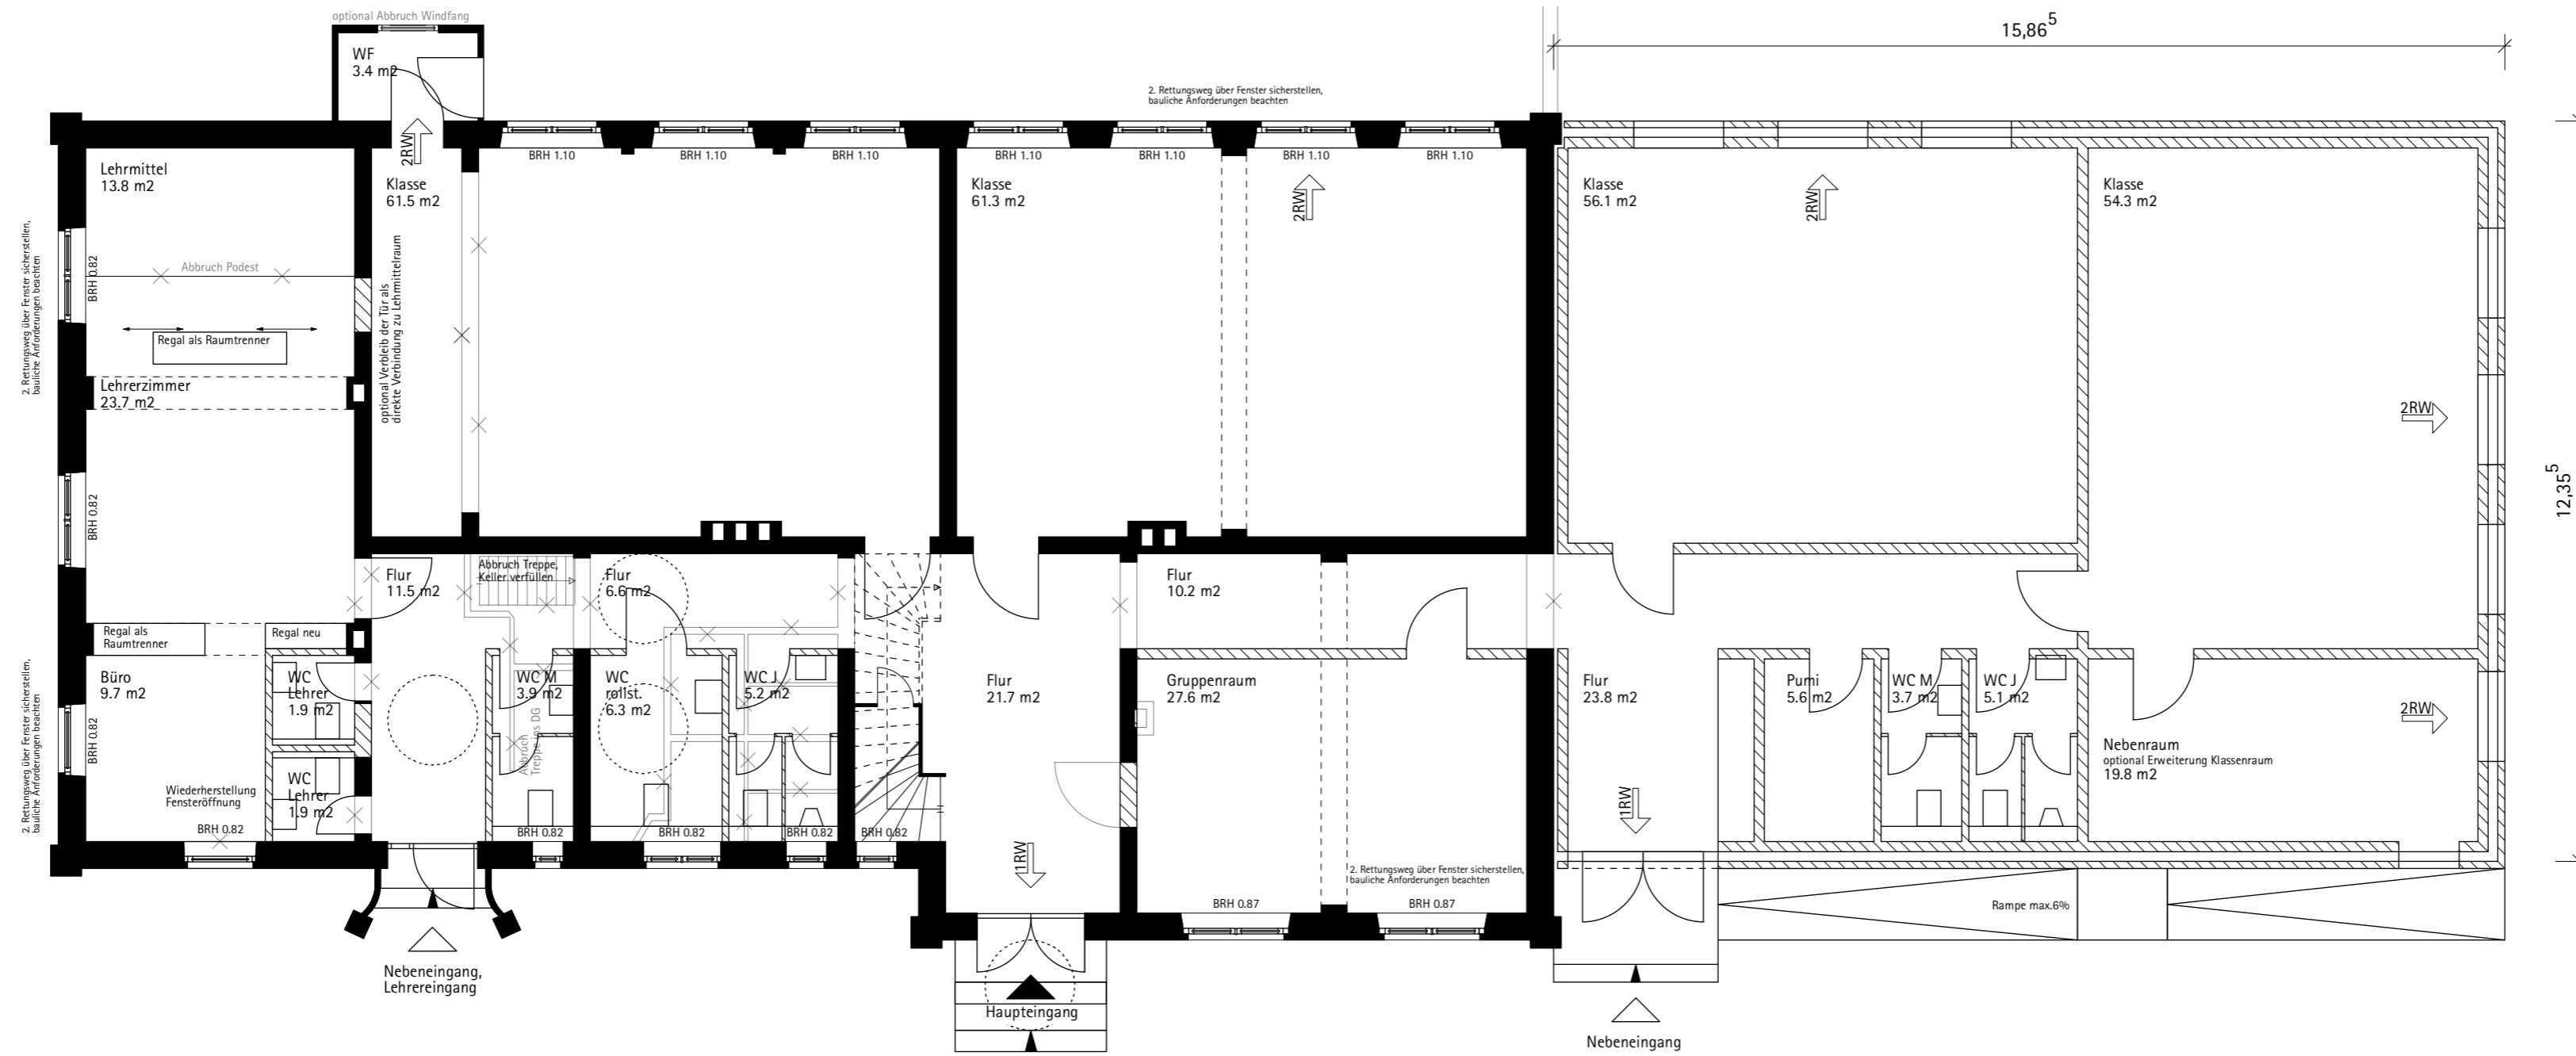 optional Abbruch Windfang
WF
3.4 m2
15,86⁵
2. Rettungsweg über Fenster sicherstellen,
bauliche Anforderungen beachten
2RW
BRH 1.10
BRH 1.10
BRH 1.10
BRH 1.10
BRH 1.10
BRH 1.10
BRH 1.10
Lehrmittel
13.8 m2
Klasse
61.5 m2
Klasse
61.3 m2
2RW
Klasse
56.1 m2
2RW
Klasse
54.3 m2
2. Rettungsweg über Fenster sicherstellen,
bauliche Anforderungen beachten
BRH 0.82
Abbruch Podest
optional Verbleib der Tür als
direkte Verbindung zu Lehrmittelraum
Regal als Raumtrenner
Lehrerzimmer
23.7 m2
2RW
12,35⁵
BRH 0.82
Abbruch Treppe,
Keller verfüllen
Flur
11.5 m2
Flur
6.6 m2
Flur
10.2 m2
Regal als
Raumtrenner
Regal neu
2. Rettungsweg über Fenster sicherstellen,
bauliche Anforderungen beachten
Büro
9.7 m2
BRH 0.82
WC
Lehrer
1.9 m2
WC M
3.9 m2
WC
rollst.
6.3 m2
WC J
5.2 m2
Flur
21.7 m2
Gruppenraum
27.6 m2
Flur
23.8 m2
Pumi
5.6 m2
WC M
3.7 m2
WC J
5.1 m2
2RW
Abbruch
Treppe ins DG
Nebenraum
optional Erweiterung Klassenraum
19.8 m2
WC
Lehrer
1.9 m2
Wiederherstellung
Fensteröffnung
BRH 0.82
BRH 0.82
BRH 0.82
BRH 0.82
BRH 0.82
1RW
1RW
2. Rettungsweg über Fenster sicherstellen,
bauliche Anforderungen beachten
BRH 0.87
BRH 0.87
Rampe max.6%
Nebeneingang,
Lehrereingang
Haupteingang
Nebeneingang